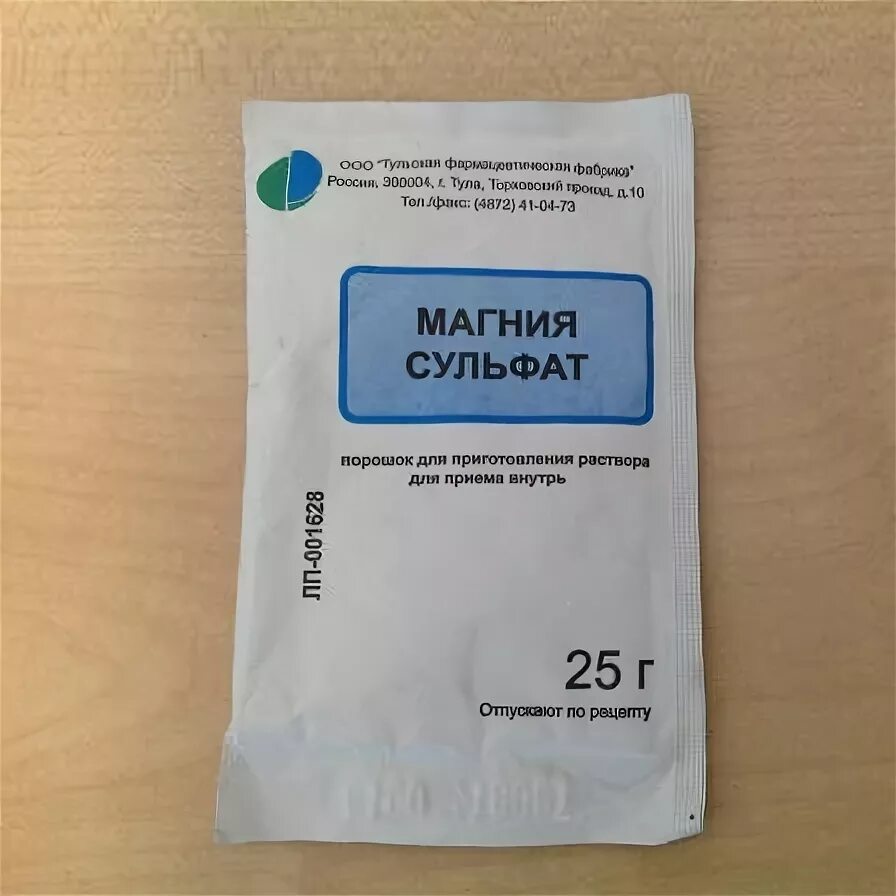 ООО "Тульская фармацевтическая фабрика"
Россия, 300004, г. Тула, Торховский проезд, д.10
Тел./факс: (4872) 41-04-73
МАГНИЯ
СУЛЬФАТ
порошок для приготовления раствора
для приема внутрь
ЛП-001628
25 г
Отпускают по рецепту